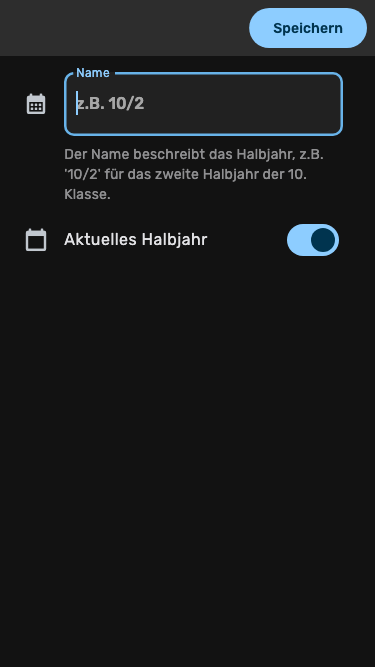 Speichern
Name
z.B. 10/2
Der Name beschreibt das Halbjahr, z.B.
'10/2' für das zweite Halbjahr der 10.
Klasse.
Aktuelles Halbjahr